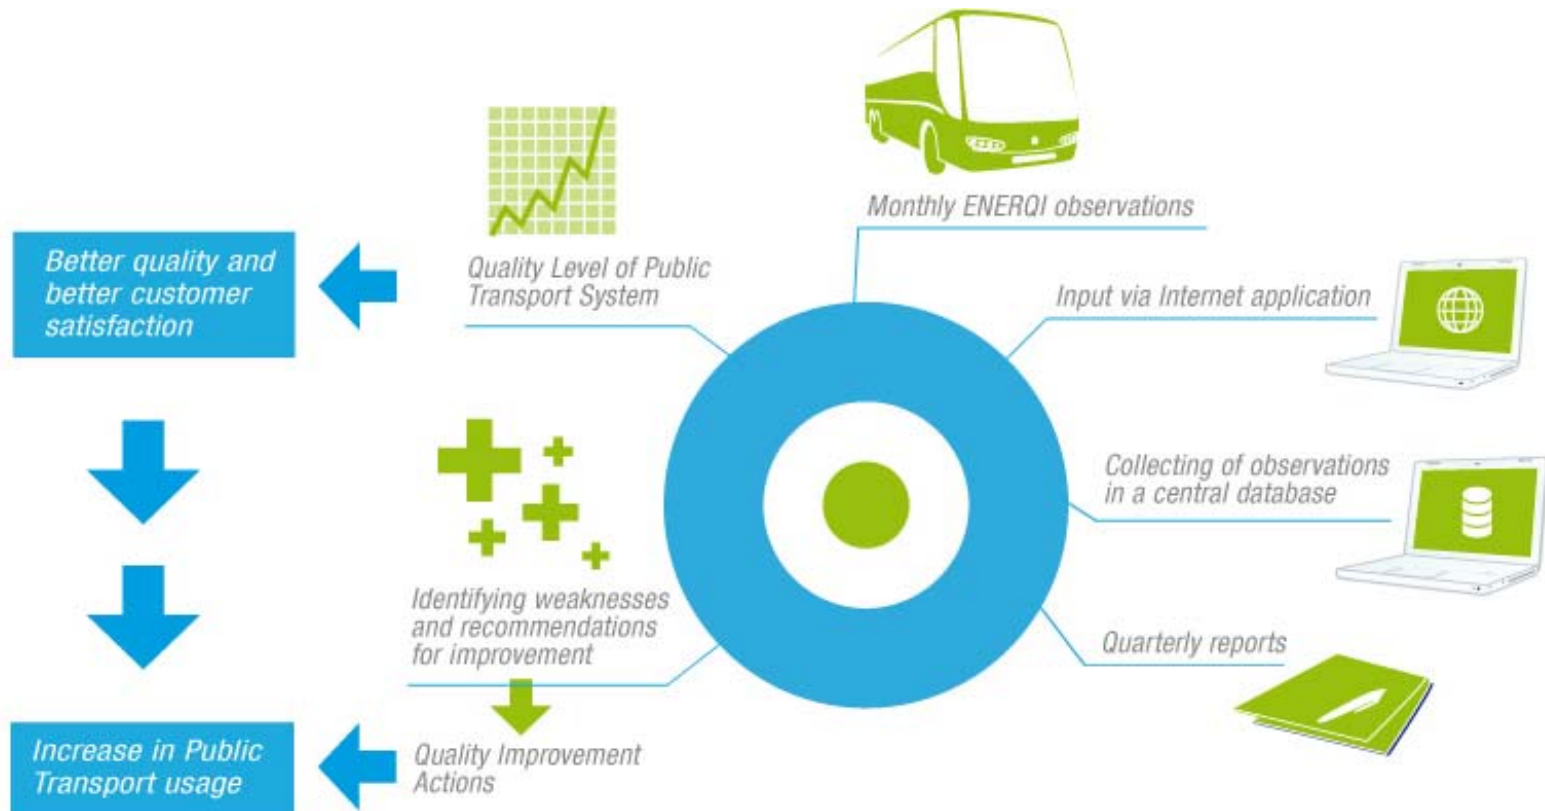 Monthly ENERQI observations
Quality Level of Public
Transport System
Better quality and
better customer
satisfaction
Input via Internet application
Collecting of observations
in a central database
Identifying weaknesses
and recommendations
for improvement
Quarterly reports
Quality Improvement
Actions
Increase in Public
Transport usage